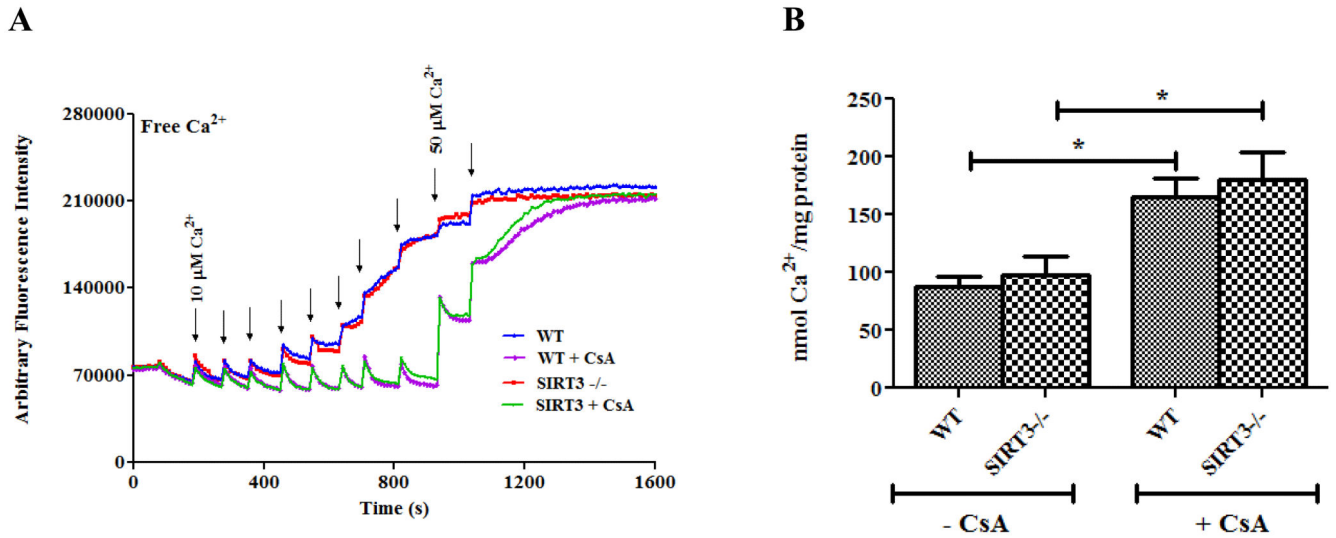 A
Arbitrary Fluorescence Intensity
280000
210000
140000
70000
0
Free Ca²⁺
10 µM Ca²⁺
50 µM Ca²⁺
WT
WT + CsA
SIRT3 -/-
SIRT3 + CsA
0 400 800 1200 1600
Time (s)
B
nmol Ca²⁺/mg protein
250
200
150
100
50
0
*
*
WT
SIRT3-/-
WT
SIRT3-/-
- CsA
+ CsA